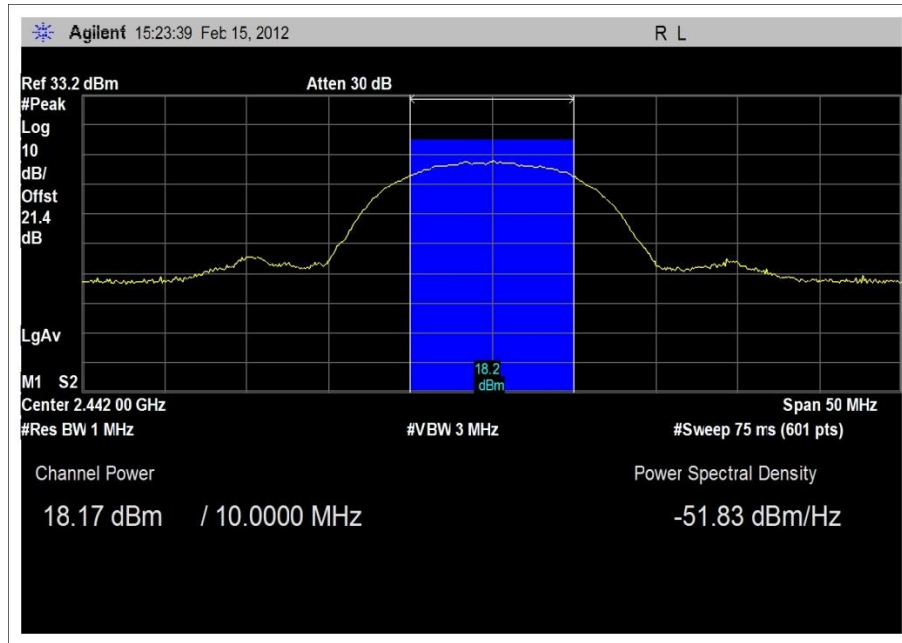 Agilent 15:23:39 Feb 15, 2012 R L
Ref 33.2 dBm Atten 30 dB
#Peak
Log
10
dB/
Offst
21.4
dB
LgAv
18.2
dBm
M1 S2
Center 2.442 00 GHz Span 50 MHz
#Res BW 1 MHz #VBW 3 MHz #Sweep 75 ms (601 pts)
Channel Power Power Spectral Density
18.17 dBm / 10.0000 MHz -51.83 dBm/Hz